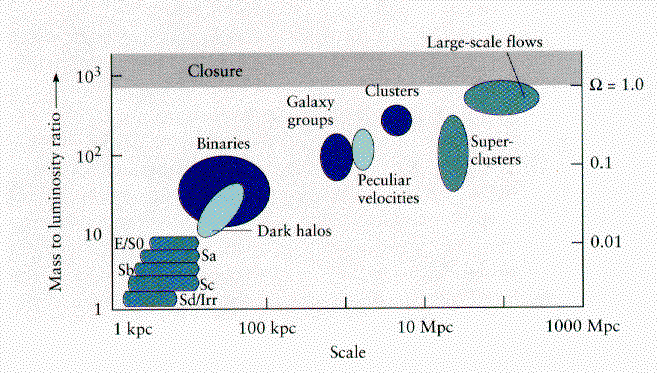 Large-scale flows
10³
Closure
Ω = 1.0
Clusters
Galaxy
groups
Binaries
10²
Super-
clusters
0.1
Peculiar
velocities
Mass to luminosity ratio
10
E/S0
Dark halos
0.01
Sa
Sb
Sc
Sd/Irr
1
1 kpc
100 kpc
10 Mpc
1000 Mpc
Scale